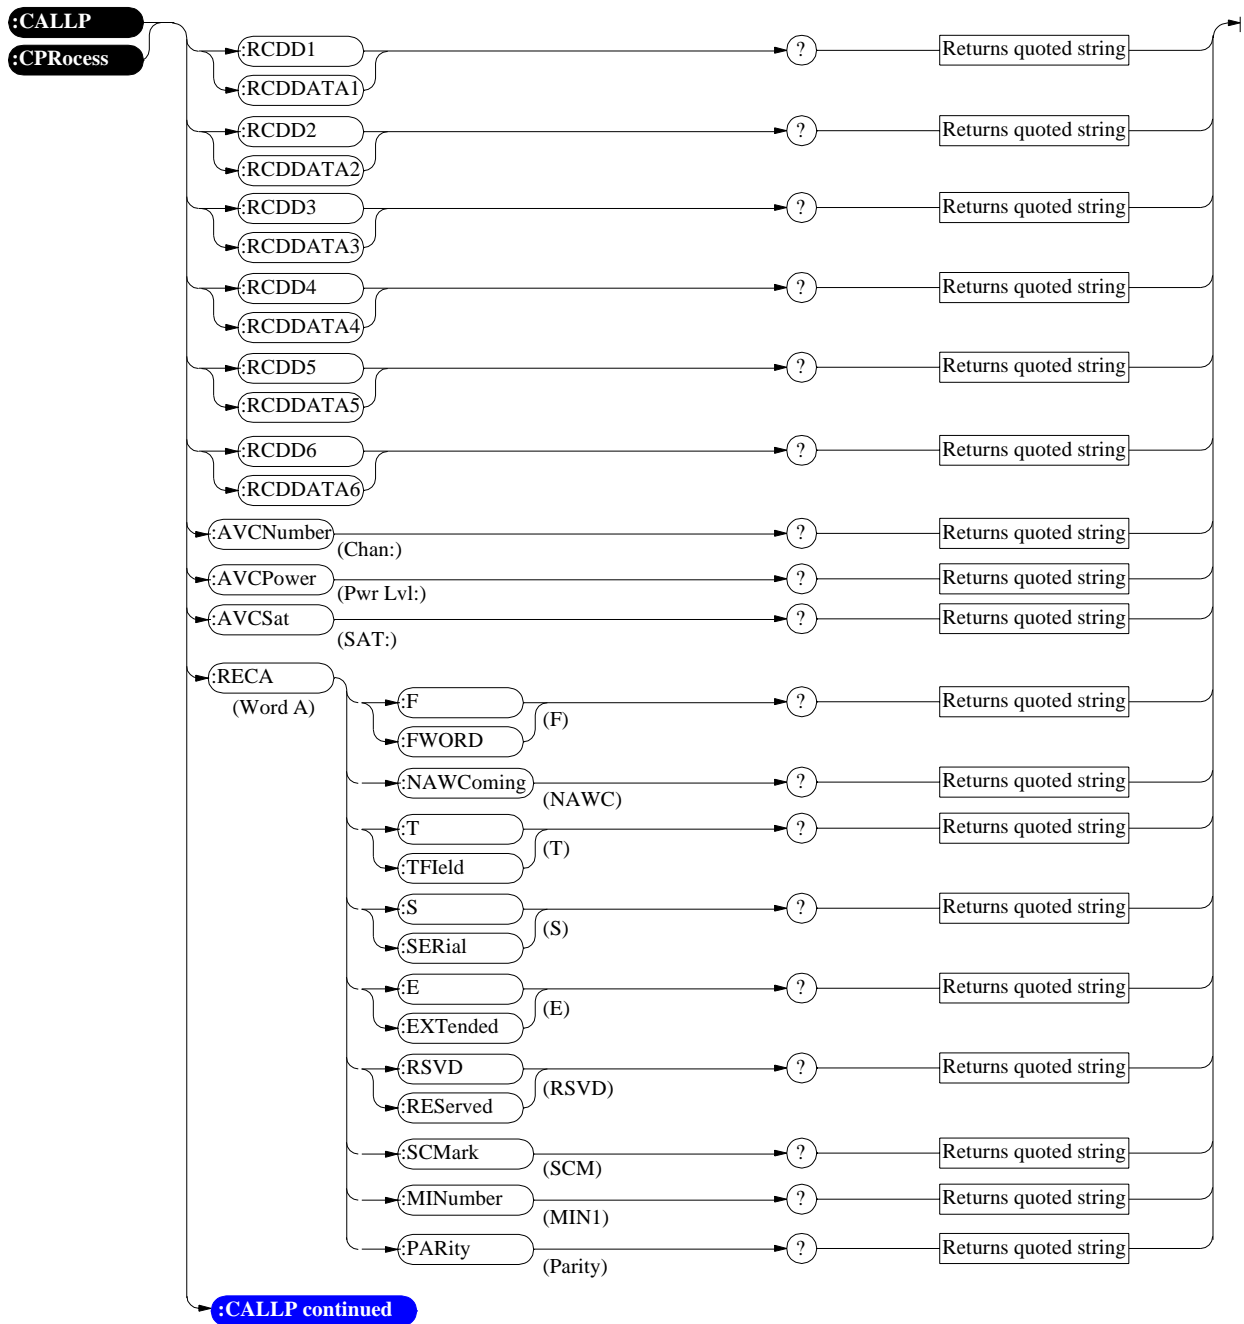 :CALLP
:CPRocess
:RCDD1 ? Returns quoted string
:RCDDATA1
:RCDD2 ? Returns quoted string
:RCDDATA2
:RCDD3 ? Returns quoted string
:RCDDATA3
:RCDD4 ? Returns quoted string
:RCDDATA4
:RCDD5 ? Returns quoted string
:RCDDATA5
:RCDD6 ? Returns quoted string
:RCDDATA6
:AVCNumber ? Returns quoted string
(Chan:)
:AVCPower ? Returns quoted string
(Pwr Lvl:)
:AVCSat ? Returns quoted string
(SAT:)
:RECA
(Word A)
:F ? Returns quoted string
(F)
:FWORD
:NAWComing ? Returns quoted string
(NAWC)
:T ? Returns quoted string
(T)
:TFIeld
:S ? Returns quoted string
(S)
:SERial
:E ? Returns quoted string
(E)
:EXTended
:RSVD ? Returns quoted string
(RSVD)
:REServed
:SCMark ? Returns quoted string
(SCM)
:MINumber ? Returns quoted string
(MIN1)
:PARity ? Returns quoted string
(Parity)
:CALLP continued